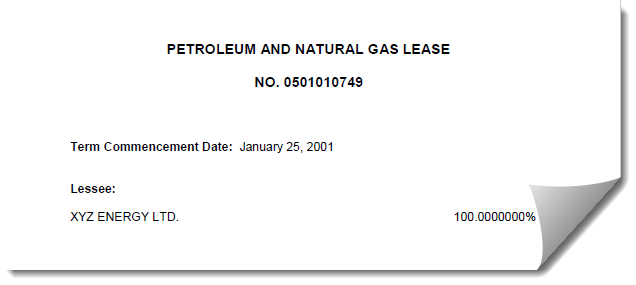 PETROLEUM AND NATURAL GAS LEASE
NO. 0501010749
Term Commencement Date: January 25, 2001
Lessee:
XYZ ENERGY LTD. 100.0000000%